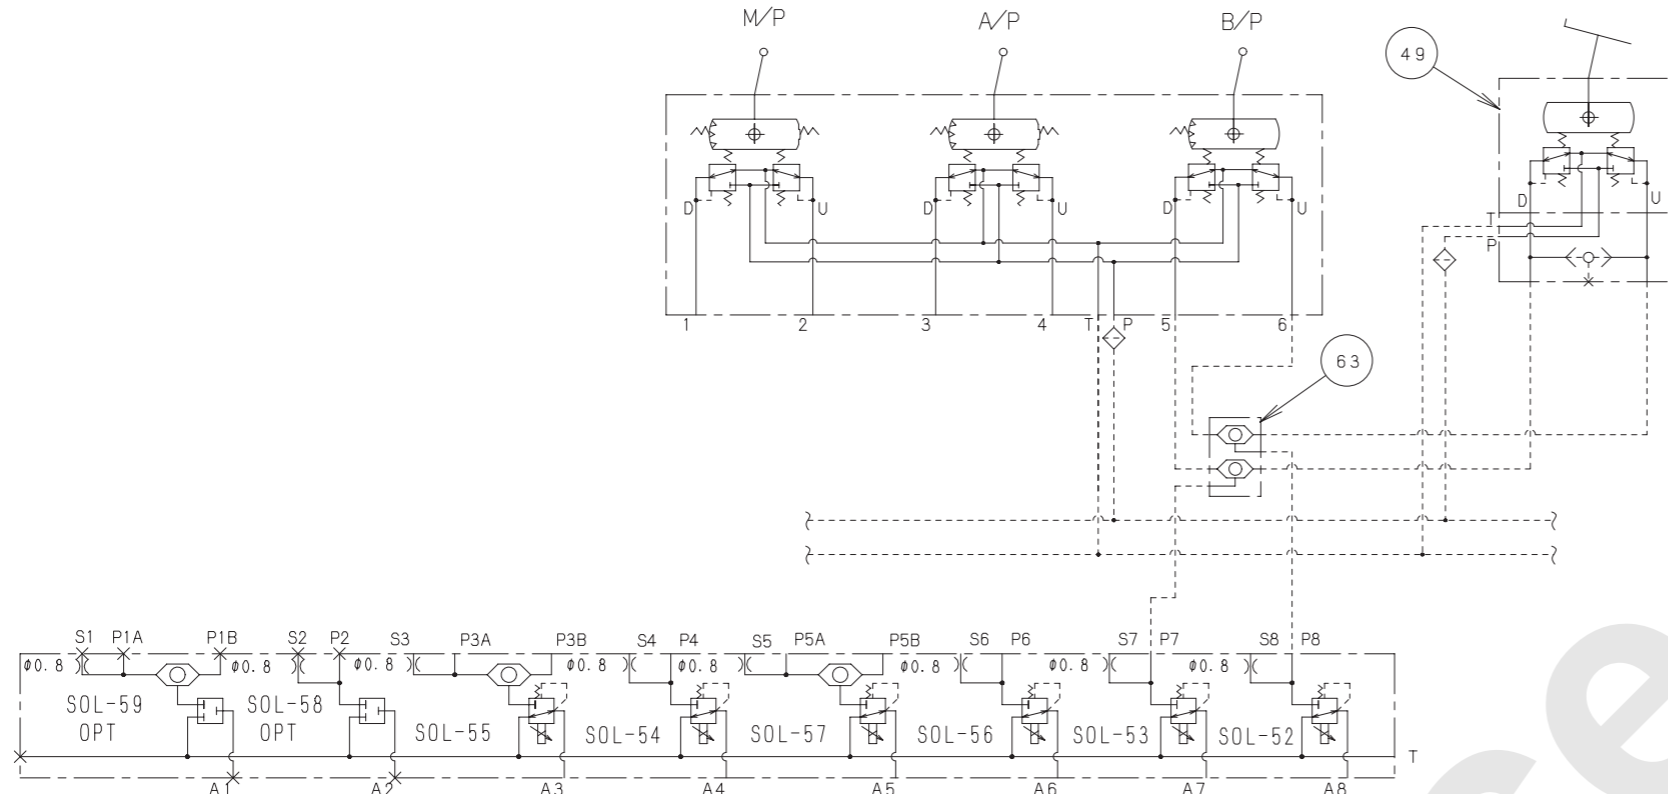 M/P A/P B/P
49
D U D U D U D U
T
P
1 2 3 4 T P 5 6
63
S1 P1A P1B S2 P2 S3 P3A P3B S4 P4 S5 P5A P5B S6 P6 S7 P7 S8 P8
φ0.8 φ0.8 φ0.8 φ0.8 φ0.8 φ0.8 φ0.8 φ0.8
SOL-59 OPT
SOL-58 OPT
SOL-55 SOL-54 SOL-57 SOL-56 SOL-53 SOL-52
T
A1 A2 A3 A4 A5 A6 A7 A8